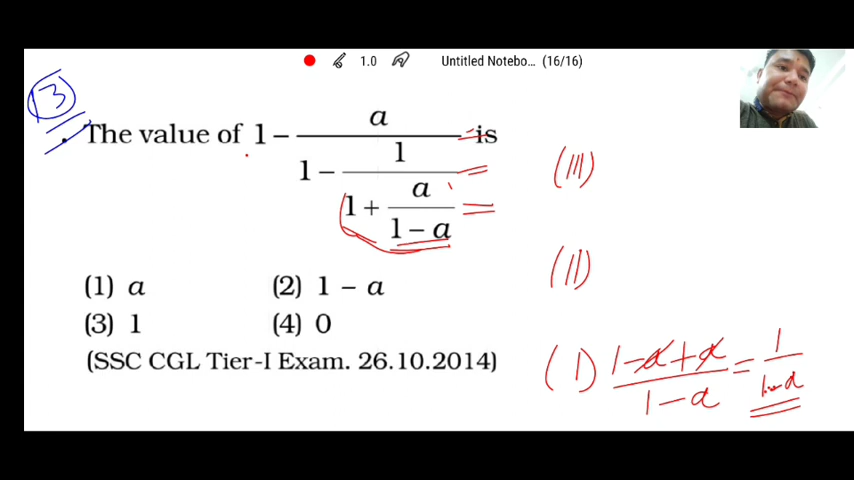 1.0 Untitled Notebo... (16/16)
(3)
The value of 1 - a / (1 - 1 / (1 + a / (1 - a))) is
(1) a (2) 1 - a
(3) 1 (4) 0
(SSC CGL Tier-I Exam. 26.10.2014)
(III)
(II)
(I) (1-a+a) / (1-a) = 1 / (1-a)